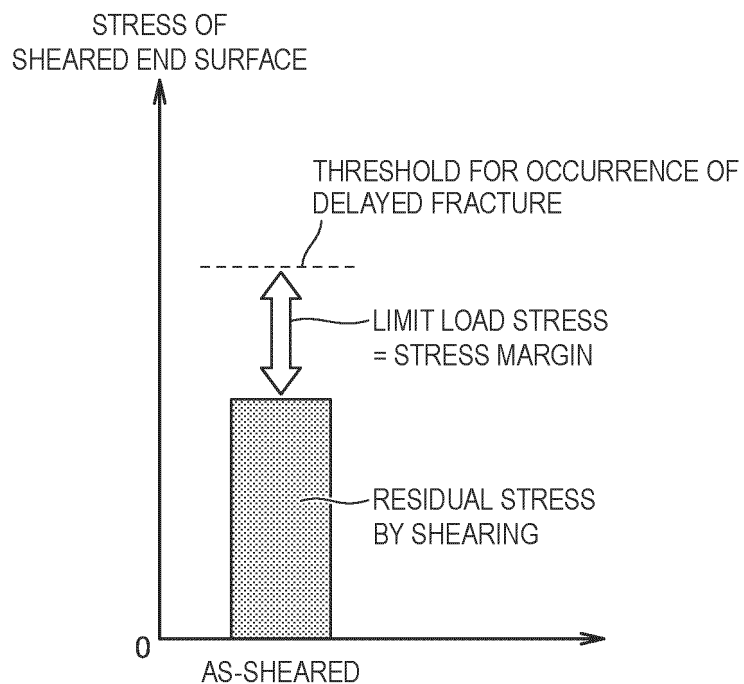 STRESS OF
SHEARED END SURFACE
THRESHOLD FOR OCCURRENCE OF
DELAYED FRACTURE
LIMIT LOAD STRESS
= STRESS MARGIN
RESIDUAL STRESS
BY SHEARING
0
AS-SHEARED